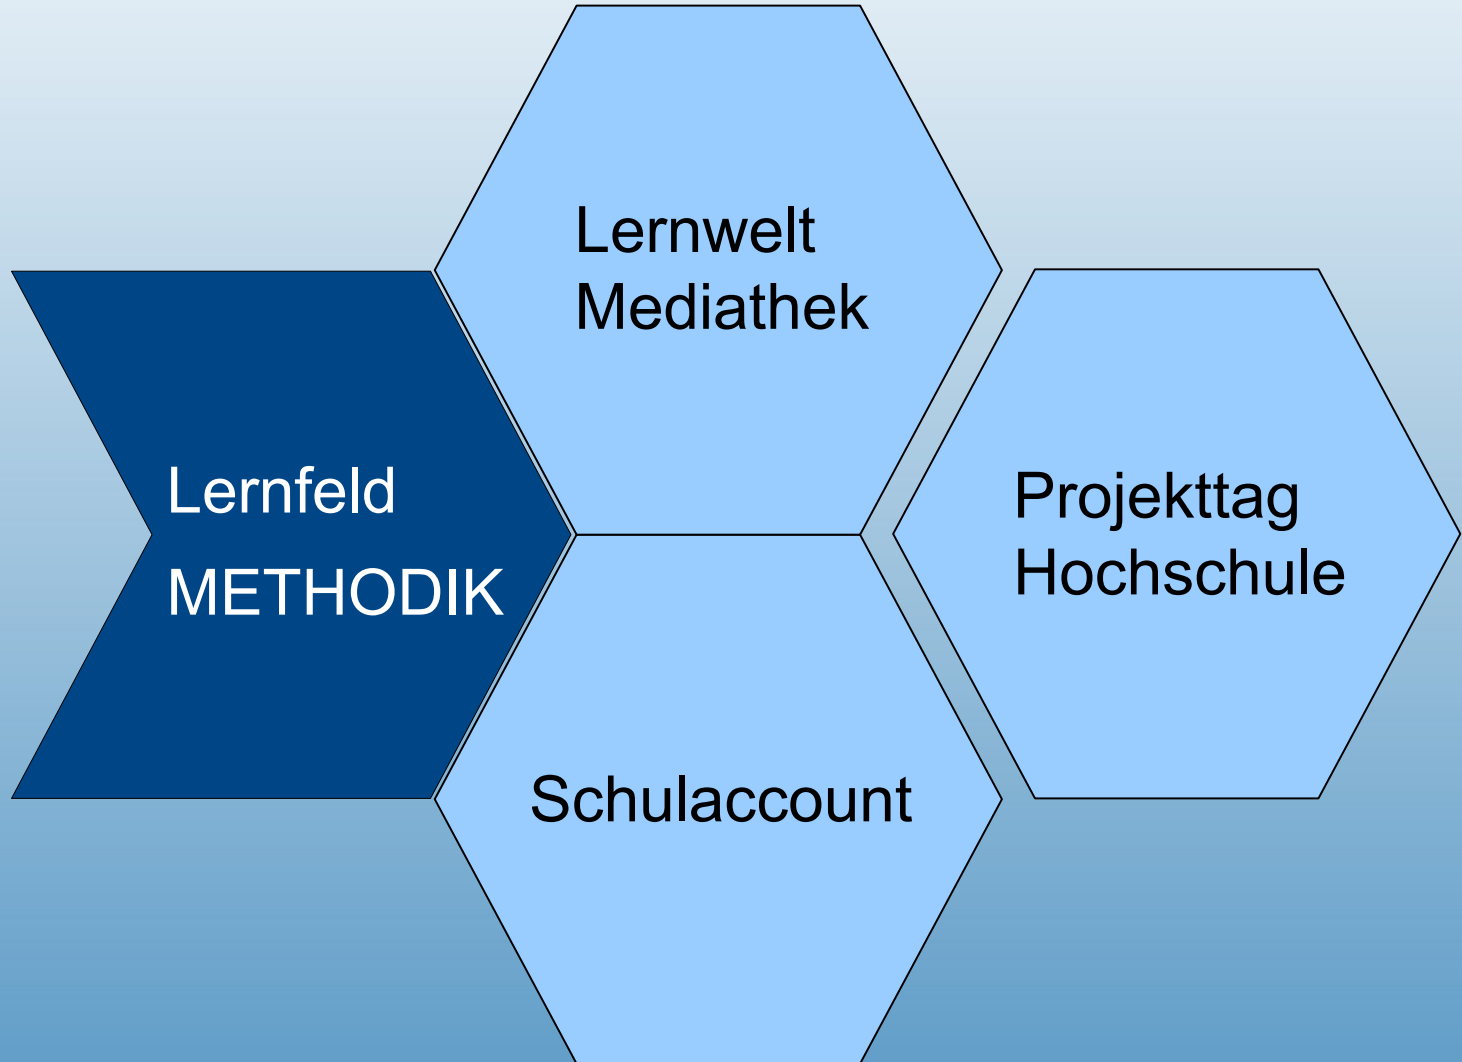 Lernwelt
Mediathek
Lernfeld
METHODIK
Projekttag
Hochschule
Schulaccount